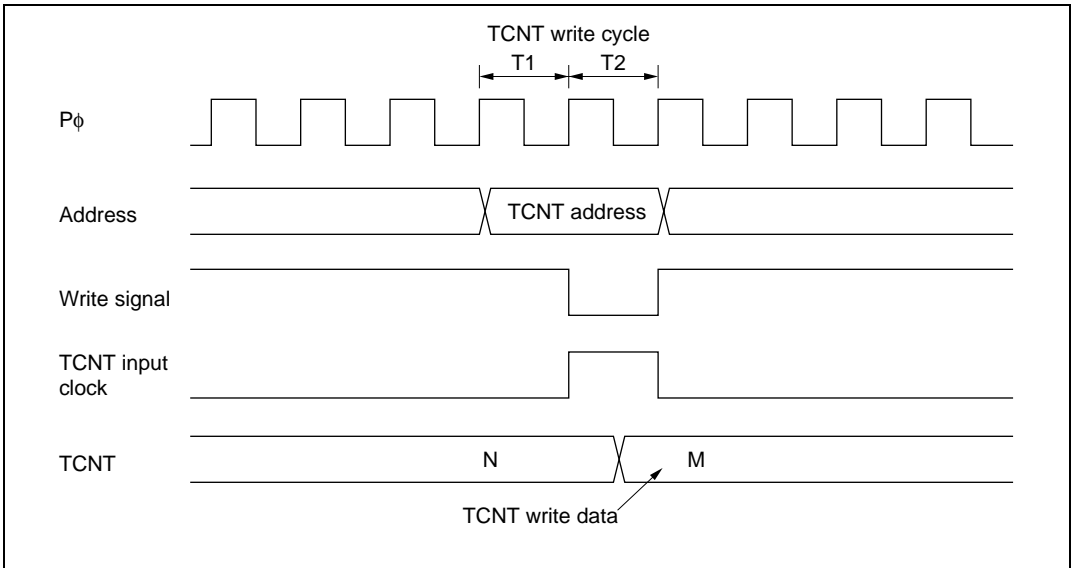 TCNT write cycle
T1 T2
Pϕ
Address
TCNT address
Write signal
TCNT input
clock
TCNT
N
M
TCNT write data